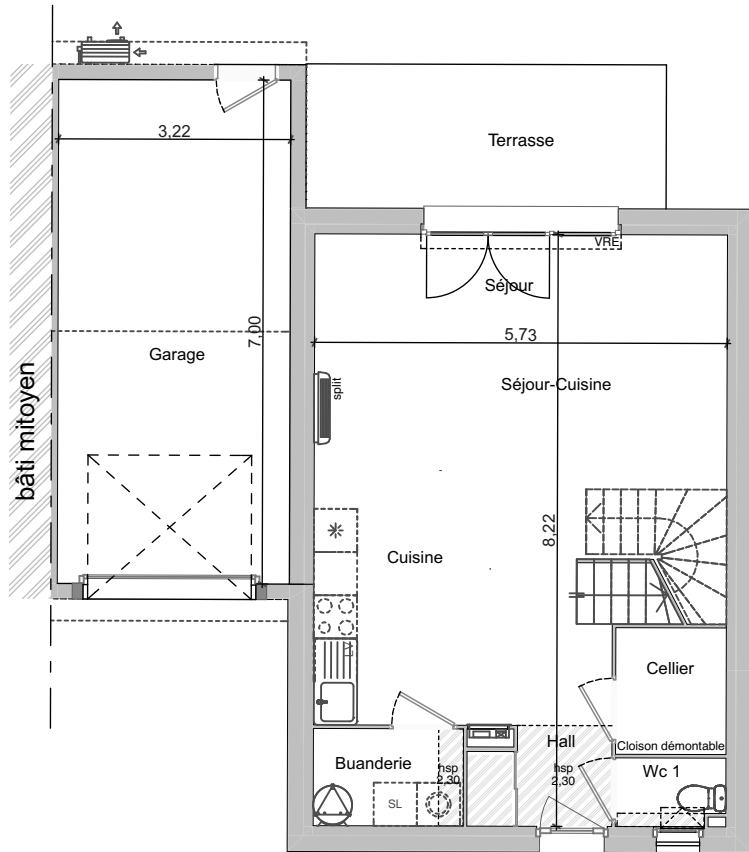 3,22
Terrasse
VRE
Séjour
7,00
5,73
Garage
split
Séjour-Cuisine
bâti mitoyen
8,22
Cuisine
LV
Cellier
Hall
Cloison démontable
Buanderie
hsp
2,30
hsp
2,30
Wc 1
SL